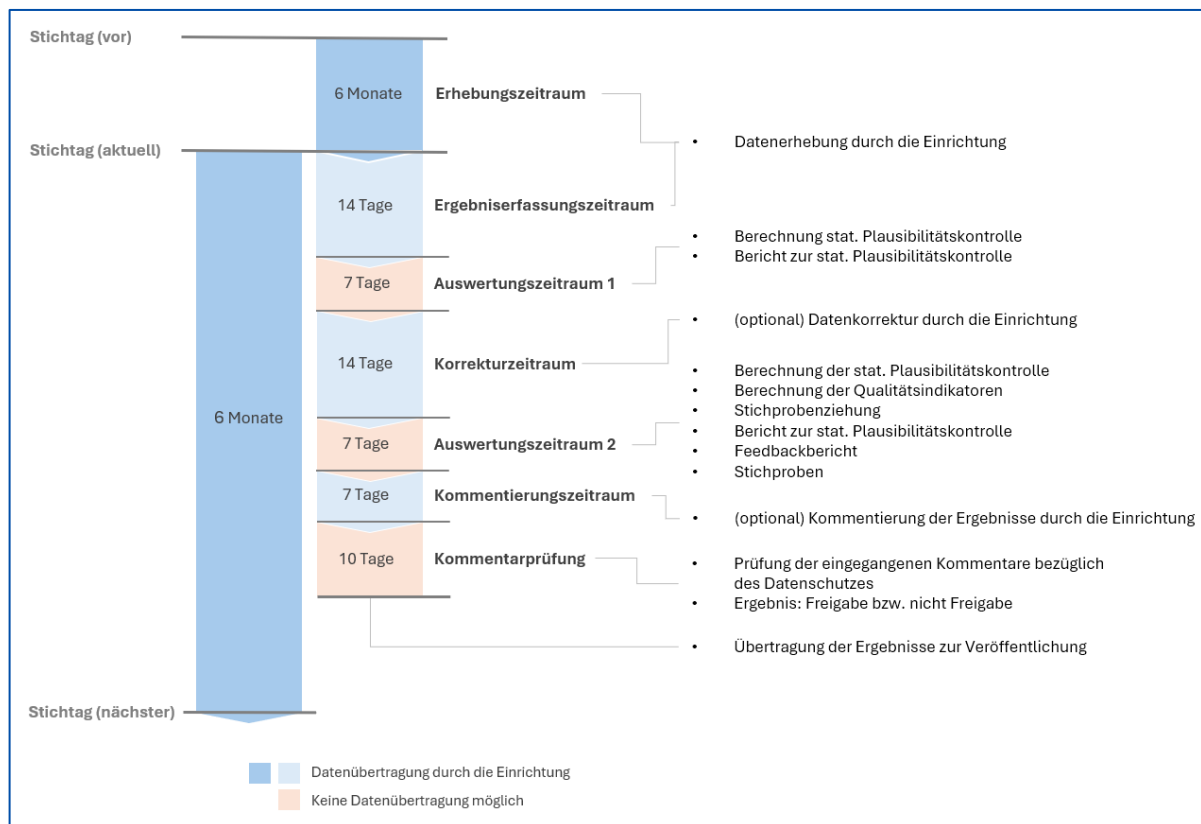 Stichtag (vor)
6 Monate
Erhebungszeitraum
• Datenerhebung durch die Einrichtung
Stichtag (aktuell)
14 Tage
Ergebniserfassungszeitraum
• Berechnung stat. Plausibilitätskontrolle
• Bericht zur stat. Plausibilitätskontrolle
7 Tage
Auswertungszeitraum 1
• (optional) Datenkorrektur durch die Einrichtung
14 Tage
Korrekturzeitraum
6 Monate
• Berechnung der stat. Plausibilitätskontrolle
• Berechnung der Qualitätsindikatoren
• Stichprobenziehung
• Bericht zur stat. Plausibilitätskontrolle
• Feedbackbericht
• Stichproben
7 Tage
Auswertungszeitraum 2
7 Tage
Kommentierungszeitraum
• (optional) Kommentierung der Ergebnisse durch die Einrichtung
10 Tage
Kommentarprüfung
• Prüfung der eingegangenen Kommentare bezüglich
des Datenschutzes
• Ergebnis: Freigabe bzw. nicht Freigabe
• Übertragung der Ergebnisse zur Veröffentlichung
Stichtag (nächster)
Datenübertragung durch die Einrichtung
Keine Datenübertragung möglich